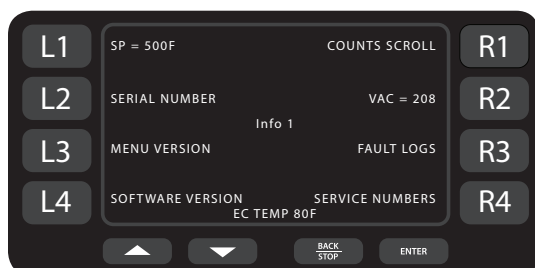 L1 SP = 500F COUNTS SCROLL R1
L2 SERIAL NUMBER VAC = 208 R2
Info 1
L3 MENU VERSION FAULT LOGS R3
L4 SOFTWARE VERSION SERVICE NUMBERS R4
EC TEMP 80F
BACK
STOP
ENTER